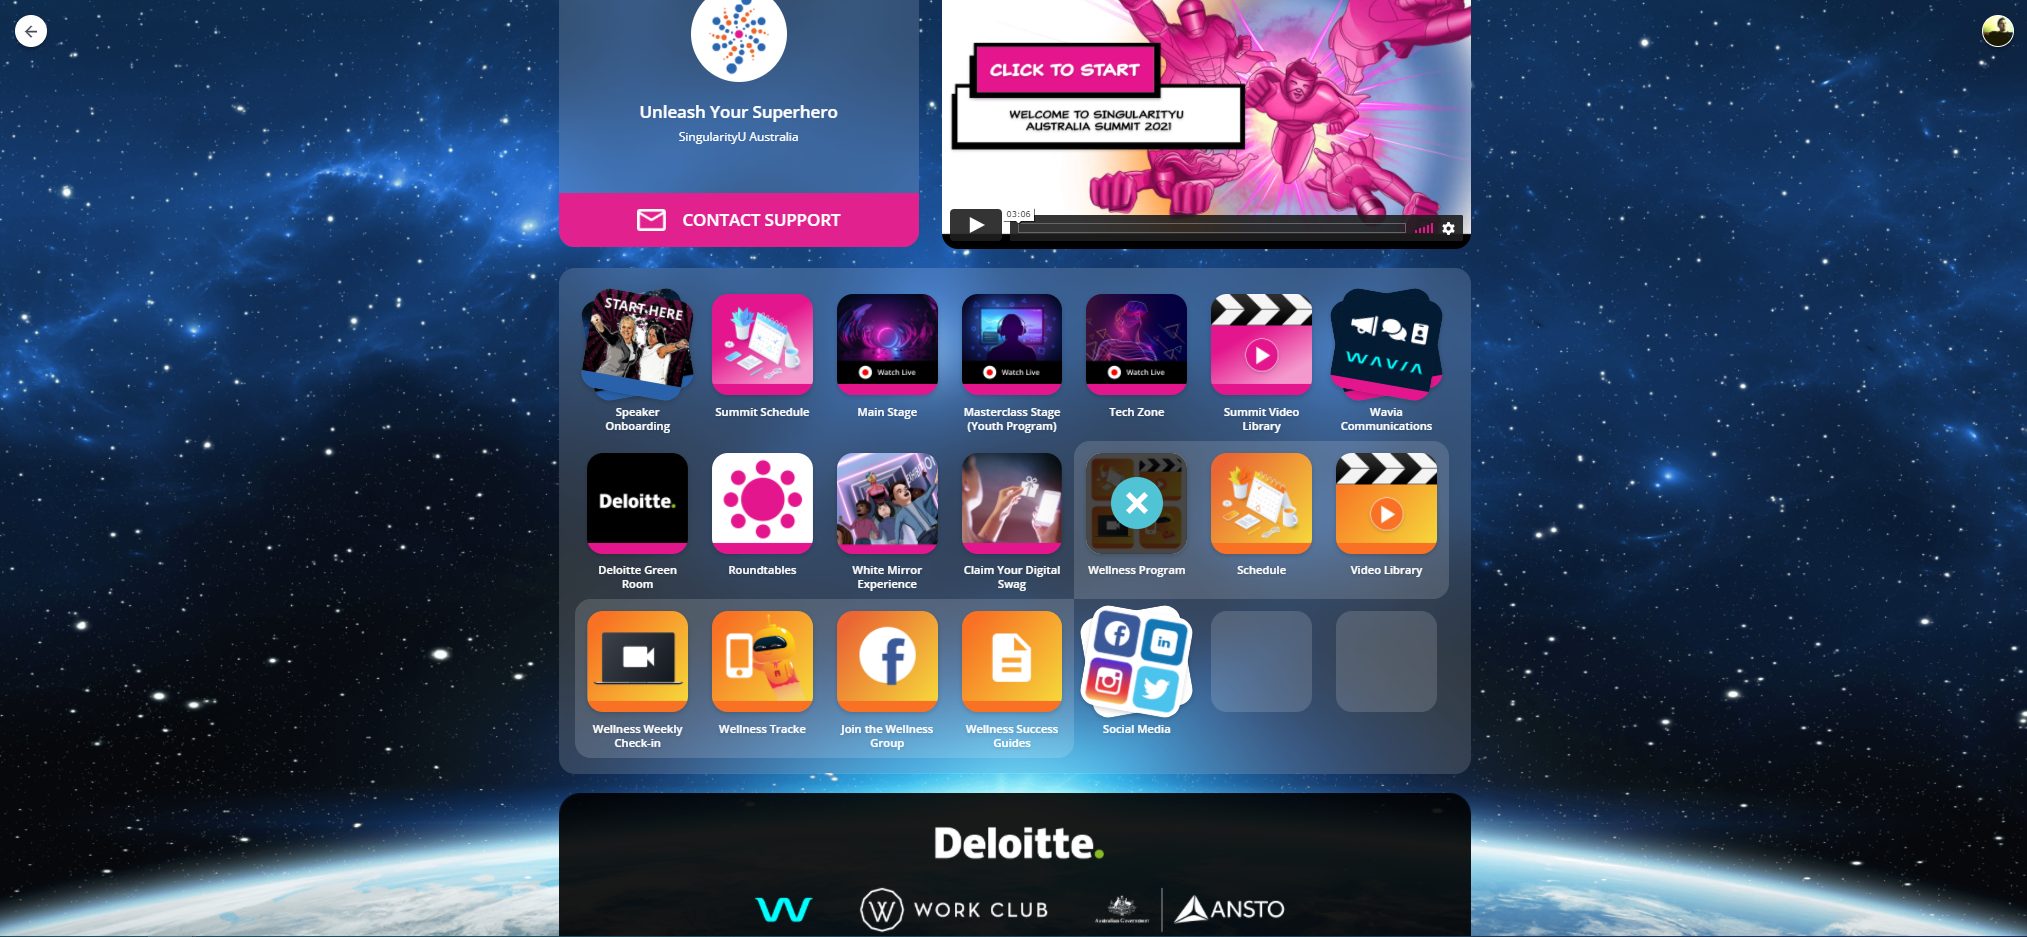 CLICK TO START
WELCOME TO SINGULARITYU
AUSTRALIA SUMMIT 2021
Unleash Your Superhero
SingularityU Australia
CONTACT SUPPORT
03:06
START HERE
Watch Live
Watch Live
Watch Live
WAVIA
Speaker
Onboarding
Summit Schedule
Main Stage
Masterclass Stage
(Youth Program)
Tech Zone
Summit Video
Library
Wavia
Communications
Deloitte.
Deloitte Green
Room
Roundtables
White Mirror
Experience
Claim Your Digital
Swag
Wellness Program
Schedule
Video Library
in
Wellness Weekly
Check-in
Wellness Tracke
Join the Wellness
Group
Wellness Success
Guides
Social Media
Deloitte.
W WORK CLUB
Australian Government
ANSTO